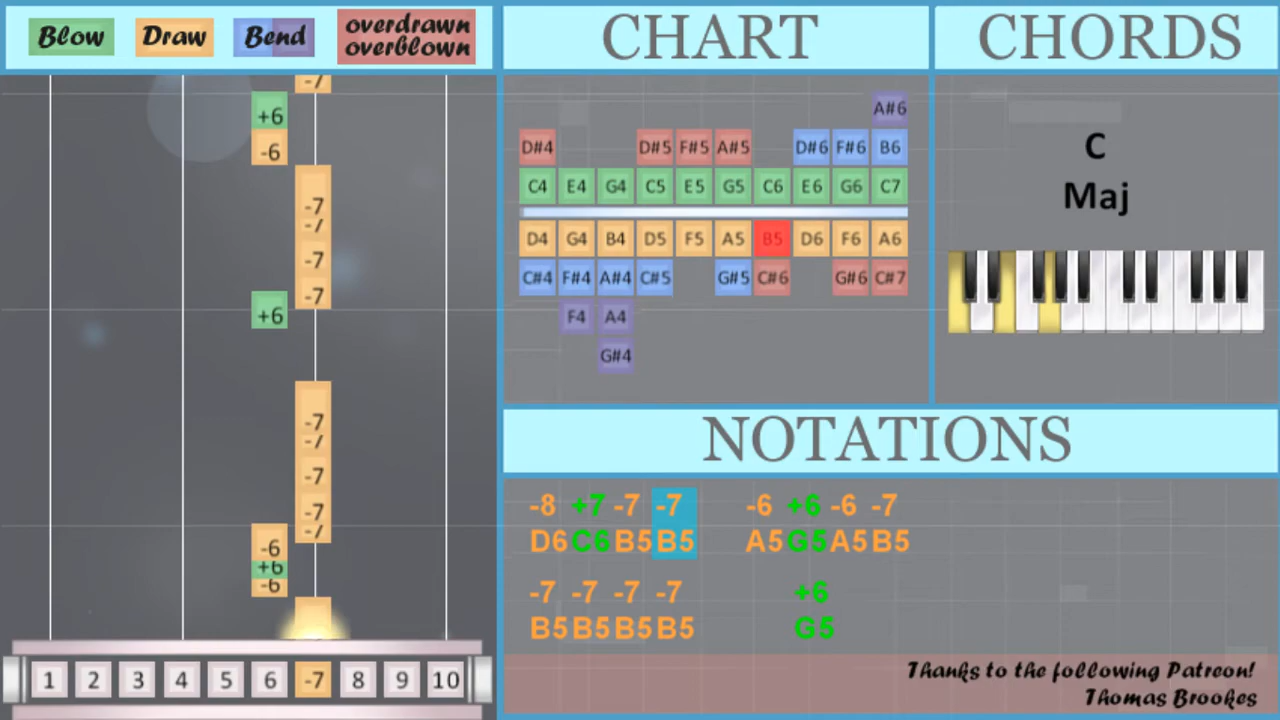 Blow Draw Bend overdrawn
overblown
CHART
CHORDS
-7
+6
-6
-7
-7
-7
-7
+6
-7
-7
-7
-7
-7
-6
+6
-6
1 2 3 4 5 6 -7 8 9 10
A#6
D#4 D#5 F#5 A#5 D#6 F#6 B6
C4 E4 G4 C5 E5 G5 C6 E6 G6 C7
D4 G4 B4 D5 F5 A5 B5 D6 F6 A6
C#4 F#4 A#4 C#5 G#5 C#6 G#6 C#7
F4 A4
G#4
C
Maj
NOTATIONS
-8 +7 -7 -7 -6 +6 -6 -7
D6 C6 B5 B5 A5 G5 A5 B5
-7 -7 -7 -7 +6
B5 B5 B5 B5 G5
Thanks to the following Patreon!
Thomas Brookes